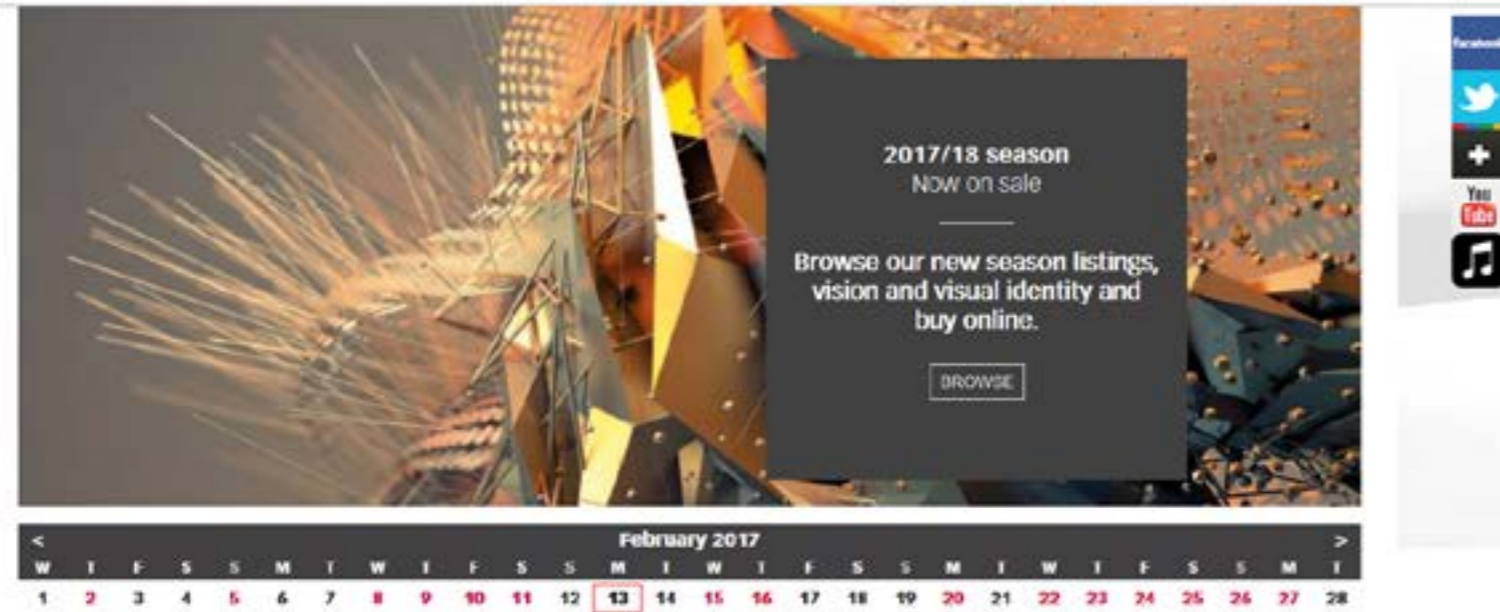 facebook
2017/18 season
Now on sale
Browse our new season listings,
vision and visual identity and
buy online.
BROWSE
You
Tube
< February 2017 >
W T F S S M T W T F S S M T W T F S S M T W T F S S M T
1 2 3 4 5 6 7 8 9 10 11 12 13 14 15 16 17 18 19 20 21 22 23 24 25 26 27 28